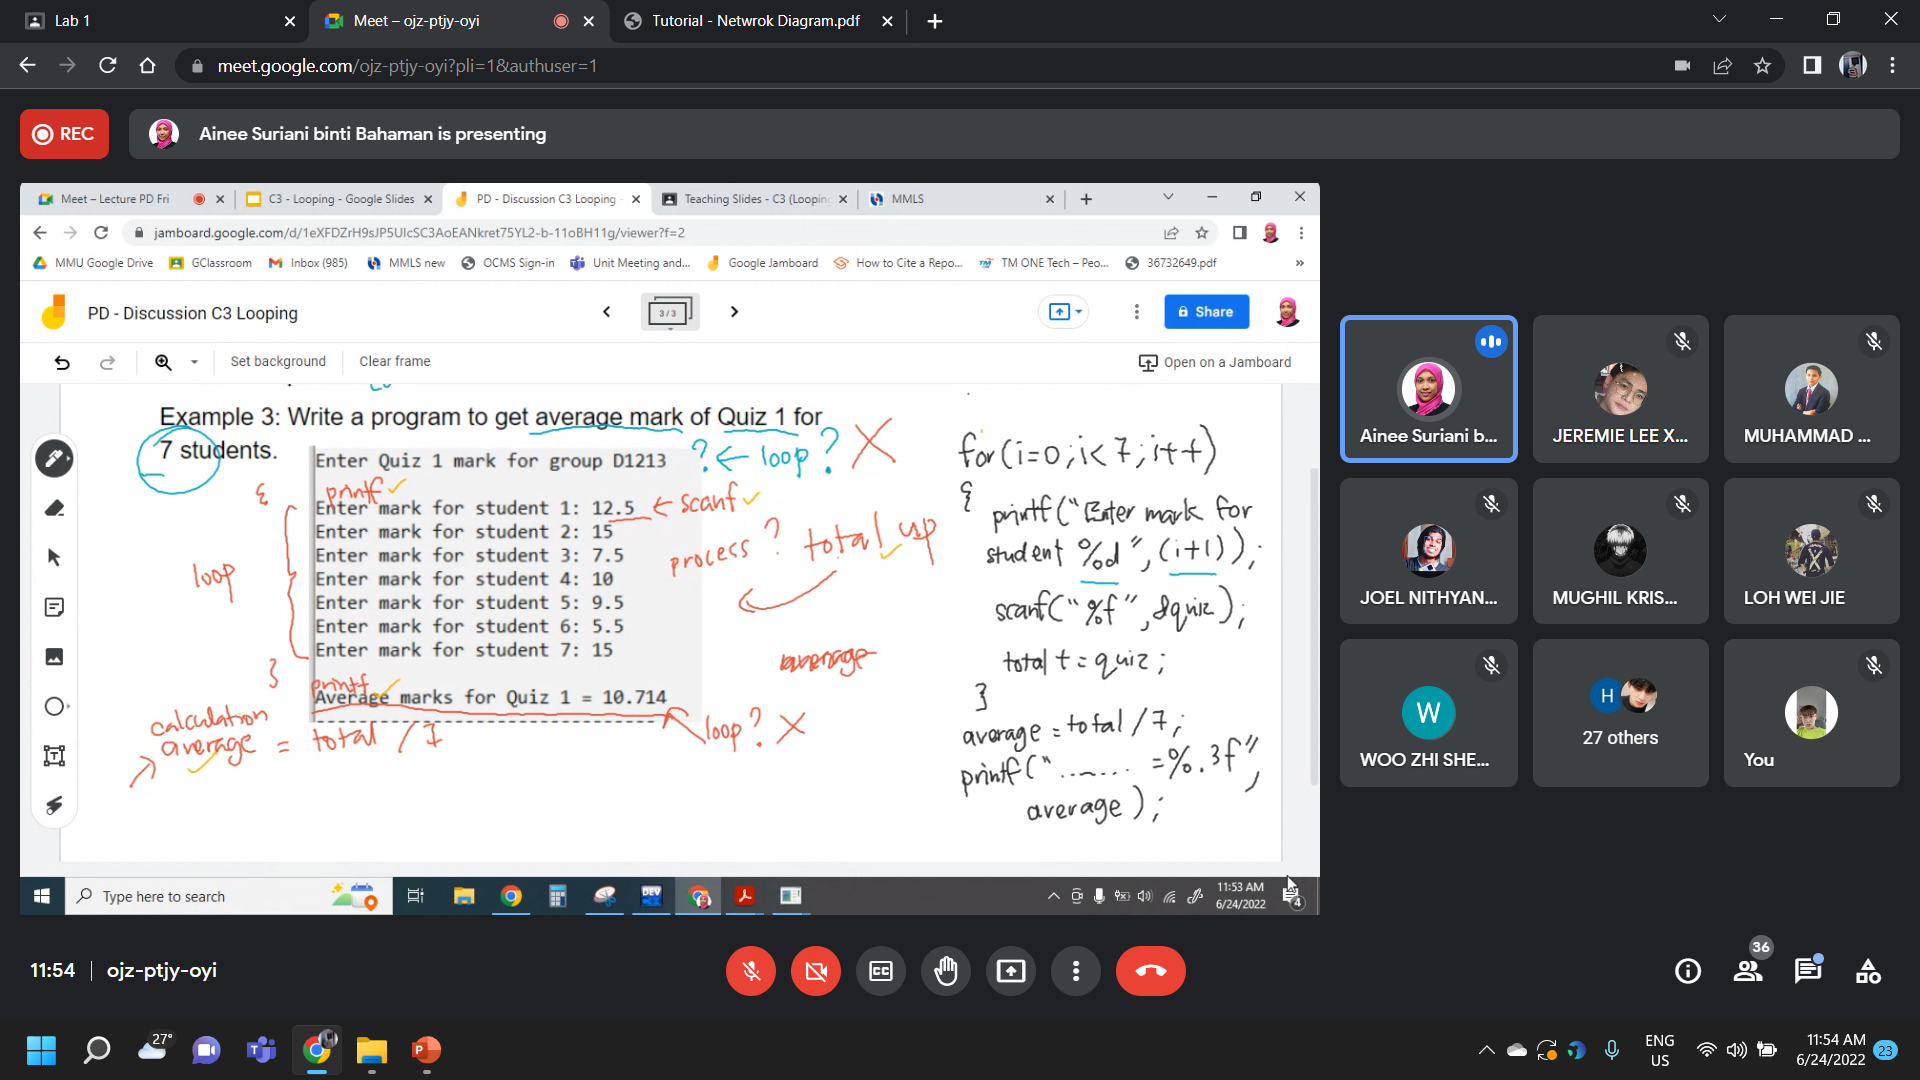 Lab 1
Meet – ojz-ptjy-oyi
Tutorial - Netwrok Diagram.pdf
meet.google.com/ojz-ptjy-oyi?pli=1&authuser=1
REC
Ainee Suriani binti Bahaman is presenting
Meet – Lecture PD Fri
C3 - Looping - Google Slides
PD - Discussion C3 Looping
Teaching Slides - C3 (Loopin
MMLS
jamboard.google.com/d/1eXFDZrH9sJP5UIcSC3AoEANkret75YL2-b-11oBH11g/viewer?f=2
MMU Google Drive
GClassroom
Inbox (985)
MMLS new
OCMS Sign-in
Unit Meeting and...
Google Jamboard
How to Cite a Repo...
TM ONE Tech – Peo...
36732649.pdf
PD - Discussion C3 Looping
3 / 3
Share
Set background
Clear frame
Open on a Jamboard
Example 3: Write a program to get average mark of Quiz 1 for
7 students.
Enter Quiz 1 mark for group D1213
? ← loop? X
printf
Enter mark for student 1: 12.5
← scanf
Enter mark for student 2: 15
Enter mark for student 3: 7.5
Enter mark for student 4: 10
Enter mark for student 5: 9.5
Enter mark for student 6: 5.5
Enter mark for student 7: 15
{
loop
}
process? total up
average
printf
Average marks for Quiz 1 = 10.714
loop? X
calculation
average = total / 7
for(i=0;i<7;i++)
{
printf("Enter mark for
student %d",(i+1));
scanf("%f",&quiz);
total t=quiz;
}
average=total/7;
printf("....... =%.3f",
average);
Type here to search
DEV
11:53 AM
6/24/2022
4
Ainee Suriani b...
JEREMIE LEE X...
MUHAMMAD ...
JOEL NITHYAN...
MUGHIL KRIS...
LOH WEI JIE
W
WOO ZHI SHE...
H
27 others
You
11:54
ojz-ptjy-oyi
CC
36
27°
ENG
US
11:54 AM
6/24/2022
23